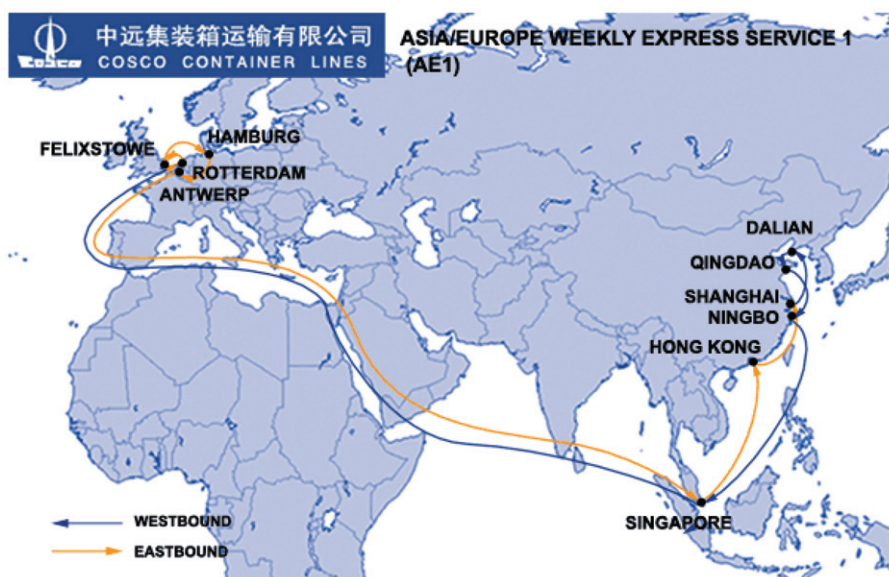 中远集装箱运输有限公司
COSCO CONTAINER LINES
COSCO
ASIA/EUROPE WEEKLY EXPRESS SERVICE 1
(AE1)
HAMBURG
FELIXSTOWE
ROTTERDAM
ANTWERP
DALIAN
QINGDAO
SHANGHAI
NINGBO
HONG KONG
SINGAPORE
WESTBOUND
EASTBOUND